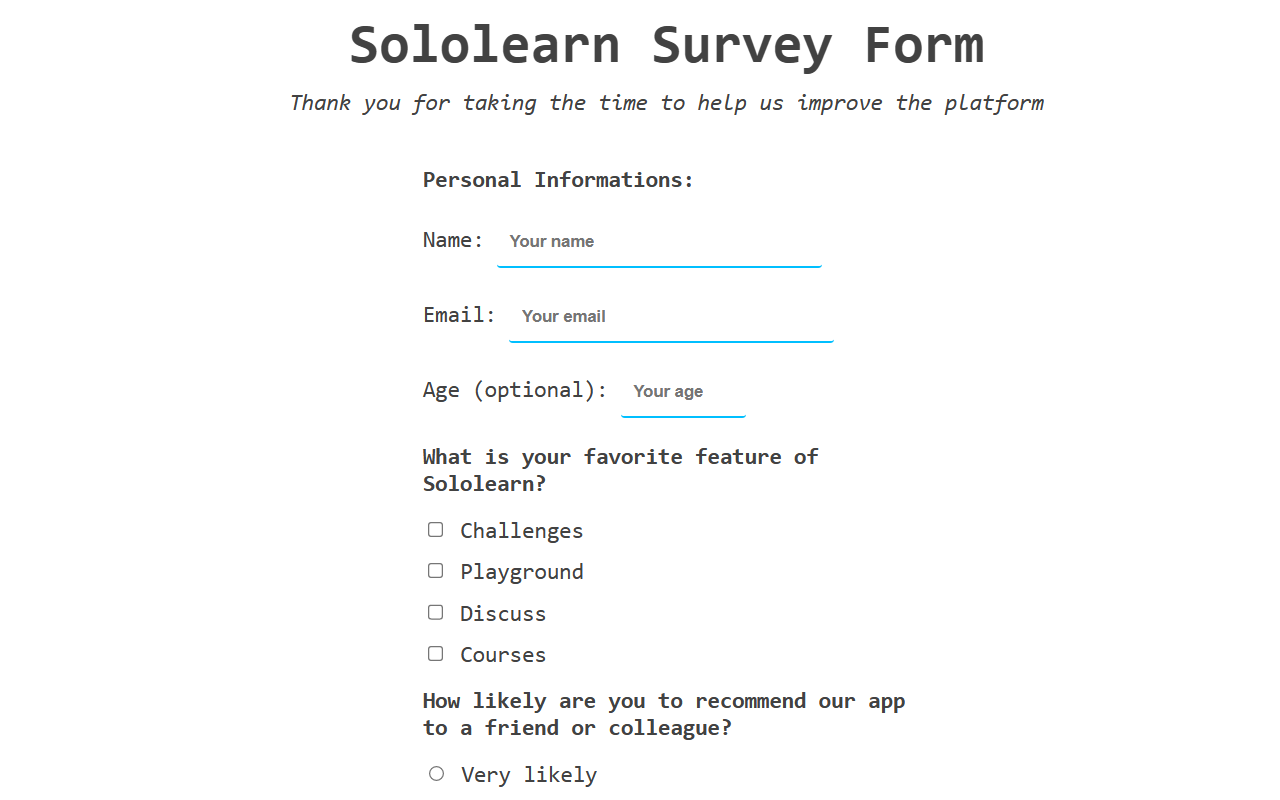 Sololearn Survey Form
Thank you for taking the time to help us improve the platform
Personal Informations:
Name: Your name
Email: Your email
Age (optional): Your age
What is your favorite feature of
Sololearn?
Challenges
Playground
Discuss
Courses
How likely are you to recommend our app
to a friend or colleague?
Very likely